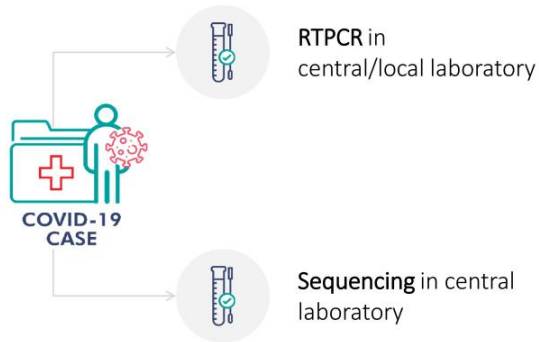 RTPCR in
central/local laboratory
COVID-19
CASE
Sequencing in central
laboratory